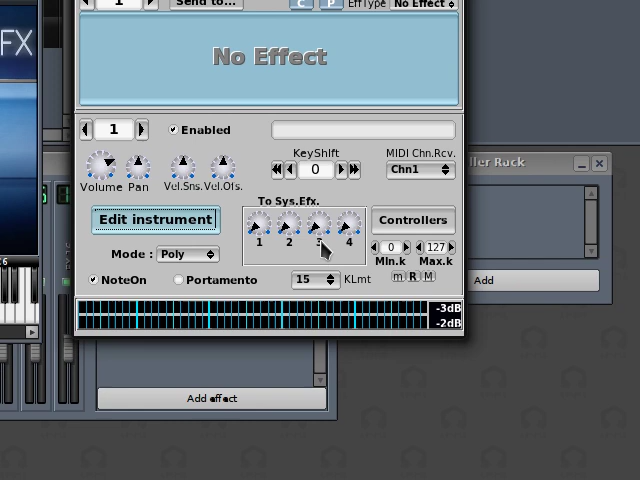 1 Send to... C P EffType No Effect
FX
No Effect
1 Enabled
KeyShift MIDI Chn.Rcv.
0 Chn1
Volume Pan Vel.Sns. Vel.Ofs.
ller Rack
To Sys.Efx.
Edit instrument Controllers
1 2 3 4
Mode : Poly 0 127
Min.k Max.k
m R M
NoteOn Portamento 15 KLmt
Add
-3dB
-2dB
Add effect